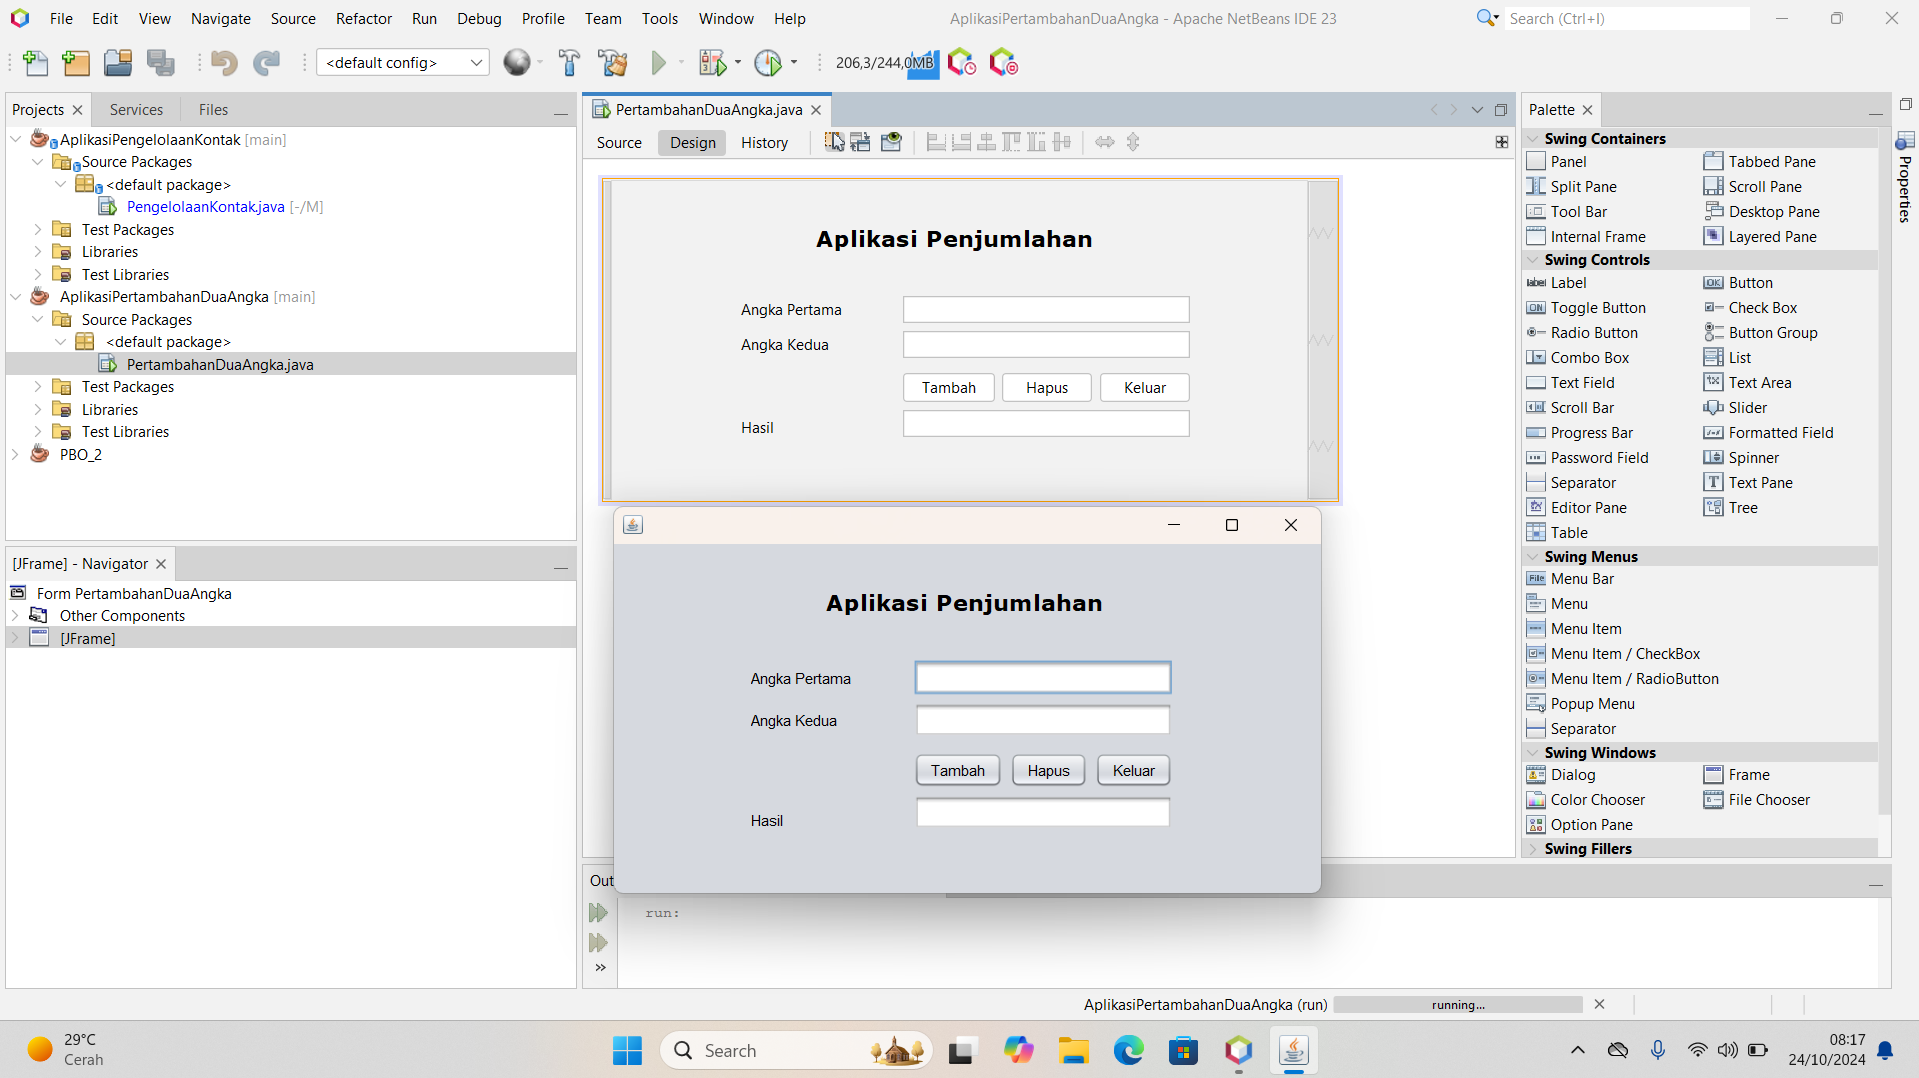 File Edit View Navigate Source Refactor Run Debug Profile Team Tools Window Help
AplikasiPertambahanDuaAngka - Apache NetBeans IDE 23
Search (Ctrl+I)
<default config>
206,3/244,0MB
Projects
Services
Files
AplikasiPengelolaanKontak [main]
Source Packages
<default package>
PengelolaanKontak.java [-/M]
Test Packages
Libraries
Test Libraries
AplikasiPertambahanDuaAngka [main]
Source Packages
<default package>
PertambahanDuaAngka.java
Test Packages
Libraries
Test Libraries
PBO_2
[JFrame] - Navigator
Form PertambahanDuaAngka
Other Components
[JFrame]
PertambahanDuaAngka.java
Source Design History
Aplikasi Penjumlahan
Angka Pertama
Angka Kedua
Tambah Hapus Keluar
Hasil
Aplikasi Penjumlahan
Angka Pertama
Angka Kedua
Tambah Hapus Keluar
Hasil
Out
run:
Palette
Swing Containers
Panel Tabbed Pane
Split Pane Scroll Pane
Tool Bar Desktop Pane
Internal Frame Layered Pane
Swing Controls
Label Button
Toggle Button Check Box
Radio Button Button Group
Combo Box List
Text Field Text Area
Scroll Bar Slider
Progress Bar Formatted Field
Password Field Spinner
Separator Text Pane
Editor Pane Tree
Table
Swing Menus
Menu Bar
Menu
Menu Item
Menu Item / CheckBox
Menu Item / RadioButton
Popup Menu
Separator
Swing Windows
Dialog Frame
Color Chooser File Chooser
Option Pane
Swing Fillers
Properties
AplikasiPertambahanDuaAngka (run)
running...
29°C
Cerah
Search
08:17
24/10/2024